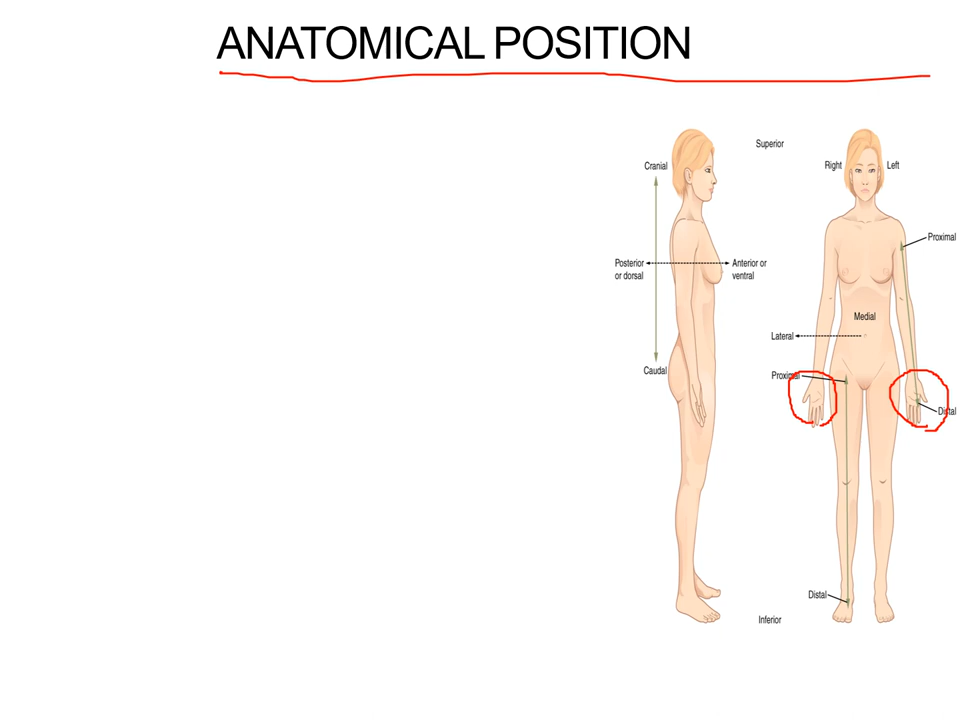 ANATOMICAL POSITION
Superior
Cranial
Right
Left
Proximal
Posterior
or dorsal
Anterior or
ventral
Medial
Lateral
Caudal
Proximal
Distal
Distal
Inferior